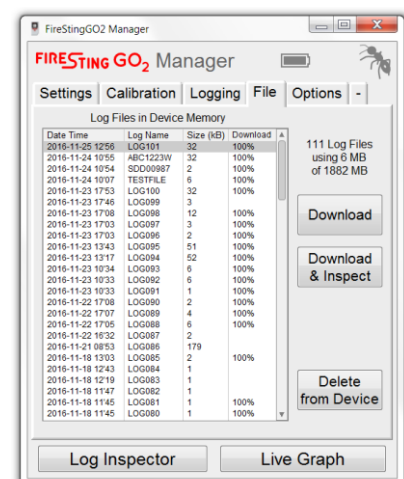 FireStingGO2 Manager
FIRESTING GO2 Manager
Settings Calibration Logging File Options -
Log Files in Device Memory
Date Time Log Name Size (kB) Download
2016-11-25 12:56 LOG101 32 100%
2016-11-24 10:55 ABC1223W 32 100%
2016-11-24 10:54 SDD00987 2 100%
2016-11-24 10:07 TESTFILE 6 100%
2016-11-23 17:53 LOG100 32 100%
2016-11-23 17:46 LOG099 3
2016-11-23 17:08 LOG098 12 100%
2016-11-23 17:03 LOG097 3 100%
2016-11-23 17:03 LOG096 2 100%
2016-11-23 13:43 LOG095 51 100%
2016-11-23 13:17 LOG094 52 100%
2016-11-23 10:34 LOG093 6 100%
2016-11-23 10:33 LOG092 6 100%
2016-11-23 10:33 LOG091 1 100%
2016-11-22 17:08 LOG090 2 100%
2016-11-22 17:07 LOG089 4 100%
2016-11-22 17:05 LOG088 6 100%
2016-11-22 16:32 LOG087 2
2016-11-21 08:53 LOG086 179
2016-11-18 13:03 LOG085 2 100%
2016-11-18 12:43 LOG084 1
2016-11-18 12:19 LOG083 1
2016-11-18 11:47 LOG082 1
2016-11-18 11:45 LOG081 1 100%
2016-11-18 11:45 LOG080 1 100%
111 Log Files
using 6 MB
of 1882 MB
Download
Download
& Inspect
Delete
from Device
Log Inspector Live Graph